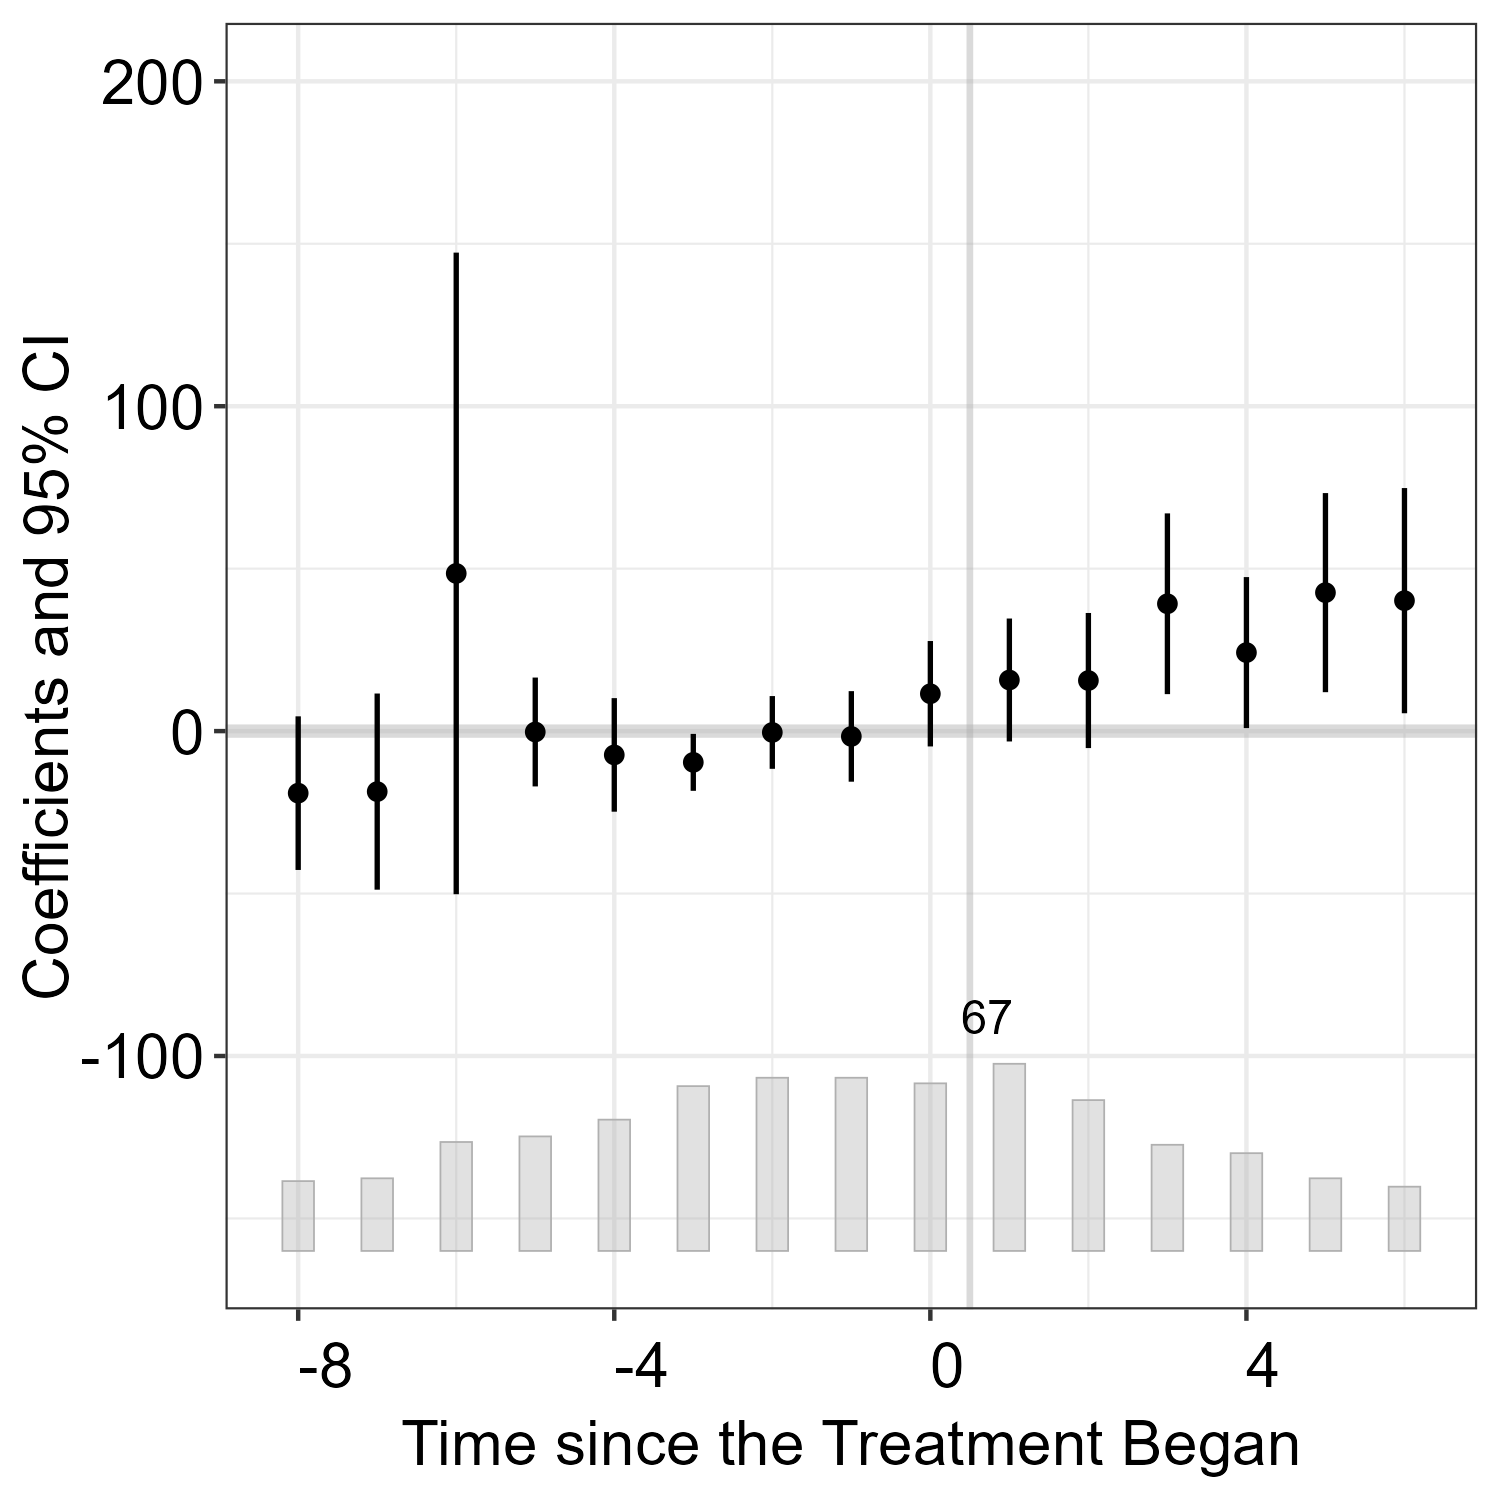 200
100
0
-100
Coefficients and 95% CI
67
-8 -4 0 4
Time since the Treatment Began